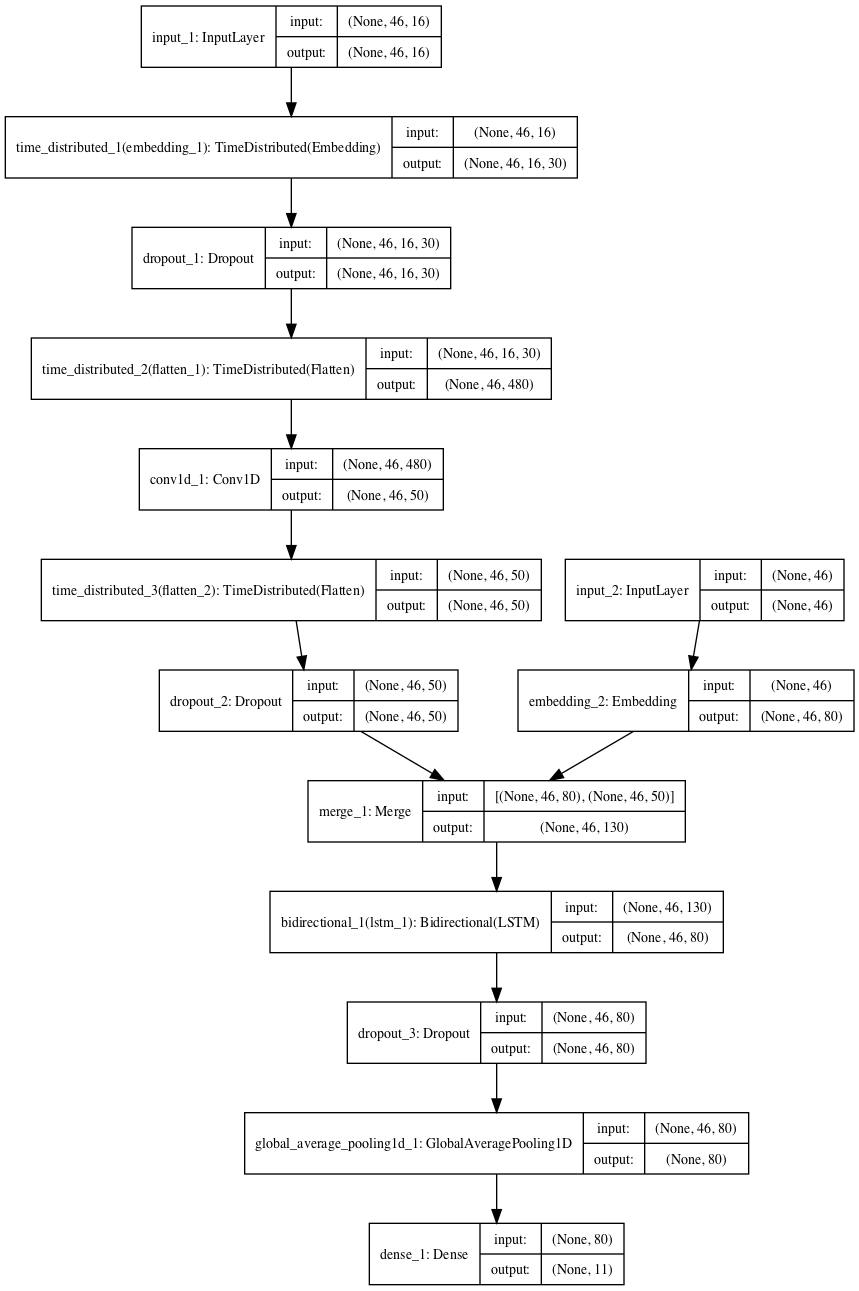 input_1: InputLayer
input: (None, 46, 16)
output: (None, 46, 16)
time_distributed_1(embedding_1): TimeDistributed(Embedding)
input: (None, 46, 16)
output: (None, 46, 16, 30)
dropout_1: Dropout
input: (None, 46, 16, 30)
output: (None, 46, 16, 30)
time_distributed_2(flatten_1): TimeDistributed(Flatten)
input: (None, 46, 16, 30)
output: (None, 46, 480)
conv1d_1: Conv1D
input: (None, 46, 480)
output: (None, 46, 50)
time_distributed_3(flatten_2): TimeDistributed(Flatten)
input: (None, 46, 50)
output: (None, 46, 50)
input_2: InputLayer
input: (None, 46)
output: (None, 46)
dropout_2: Dropout
input: (None, 46, 50)
output: (None, 46, 50)
embedding_2: Embedding
input: (None, 46)
output: (None, 46, 80)
merge_1: Merge
input: [(None, 46, 80), (None, 46, 50)]
output: (None, 46, 130)
bidirectional_1(lstm_1): Bidirectional(LSTM)
input: (None, 46, 130)
output: (None, 46, 80)
dropout_3: Dropout
input: (None, 46, 80)
output: (None, 46, 80)
global_average_pooling1d_1: GlobalAveragePooling1D
input: (None, 46, 80)
output: (None, 80)
dense_1: Dense
input: (None, 80)
output: (None, 11)